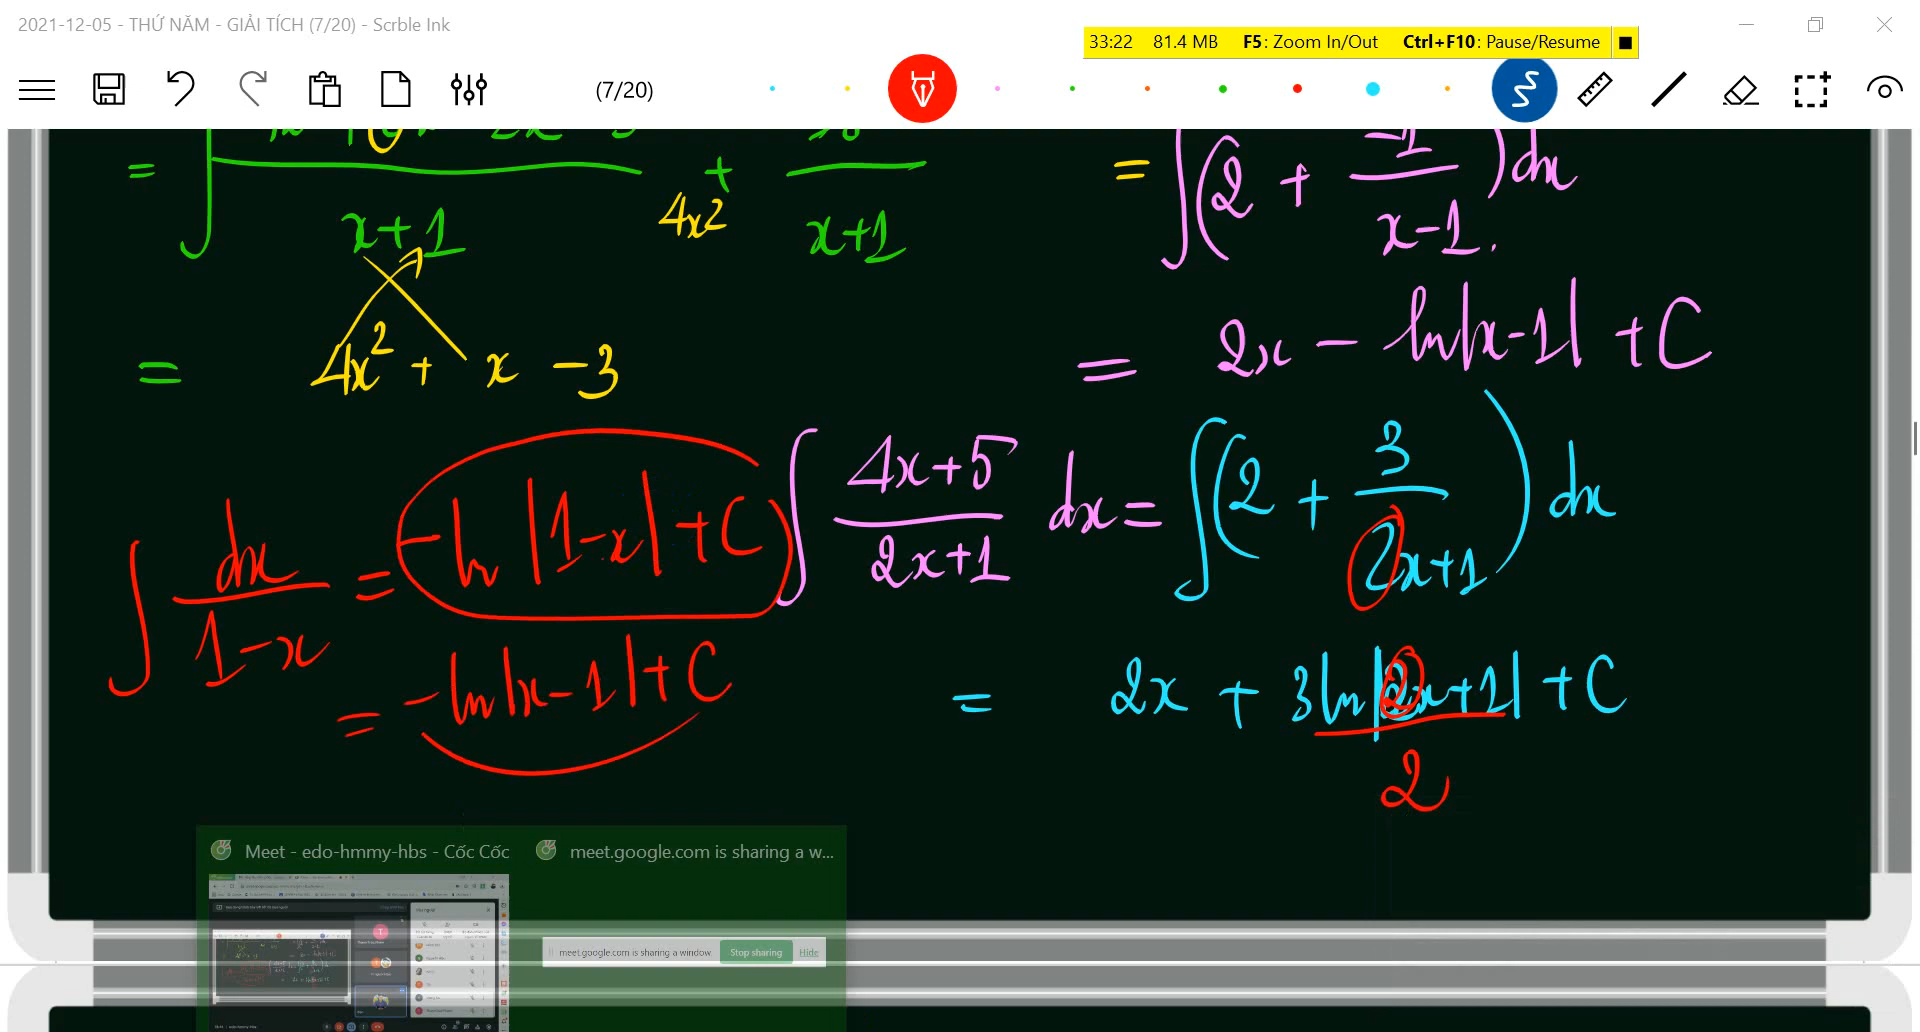 2021-12-05 - THỨ NĂM - GIẢI TÍCH (7/20) - Scrble Ink
33:22 81.4 MB F5: Zoom In/Out Ctrl+F10: Pause/Resume
(7/20)
= ∫ / x+1 + / x+1
4x2
= 4x² + x - 3
= ∫(2 + -1/x-1.)dx
= 2x - ln|x-1| + C
∫ 4x+5/2x+1 dx = ∫(2 + 3/2x+1) dx
= 2x + 3ln|2x+1|/2 + C
∫ dx/1-x = -ln|1-x| + C
= -ln|x-1| + C
Meet - edo-hmmy-hbs - Cốc Cốc
meet.google.com is sharing a w...
meet.google.com is sharing a window. Stop sharing Hide